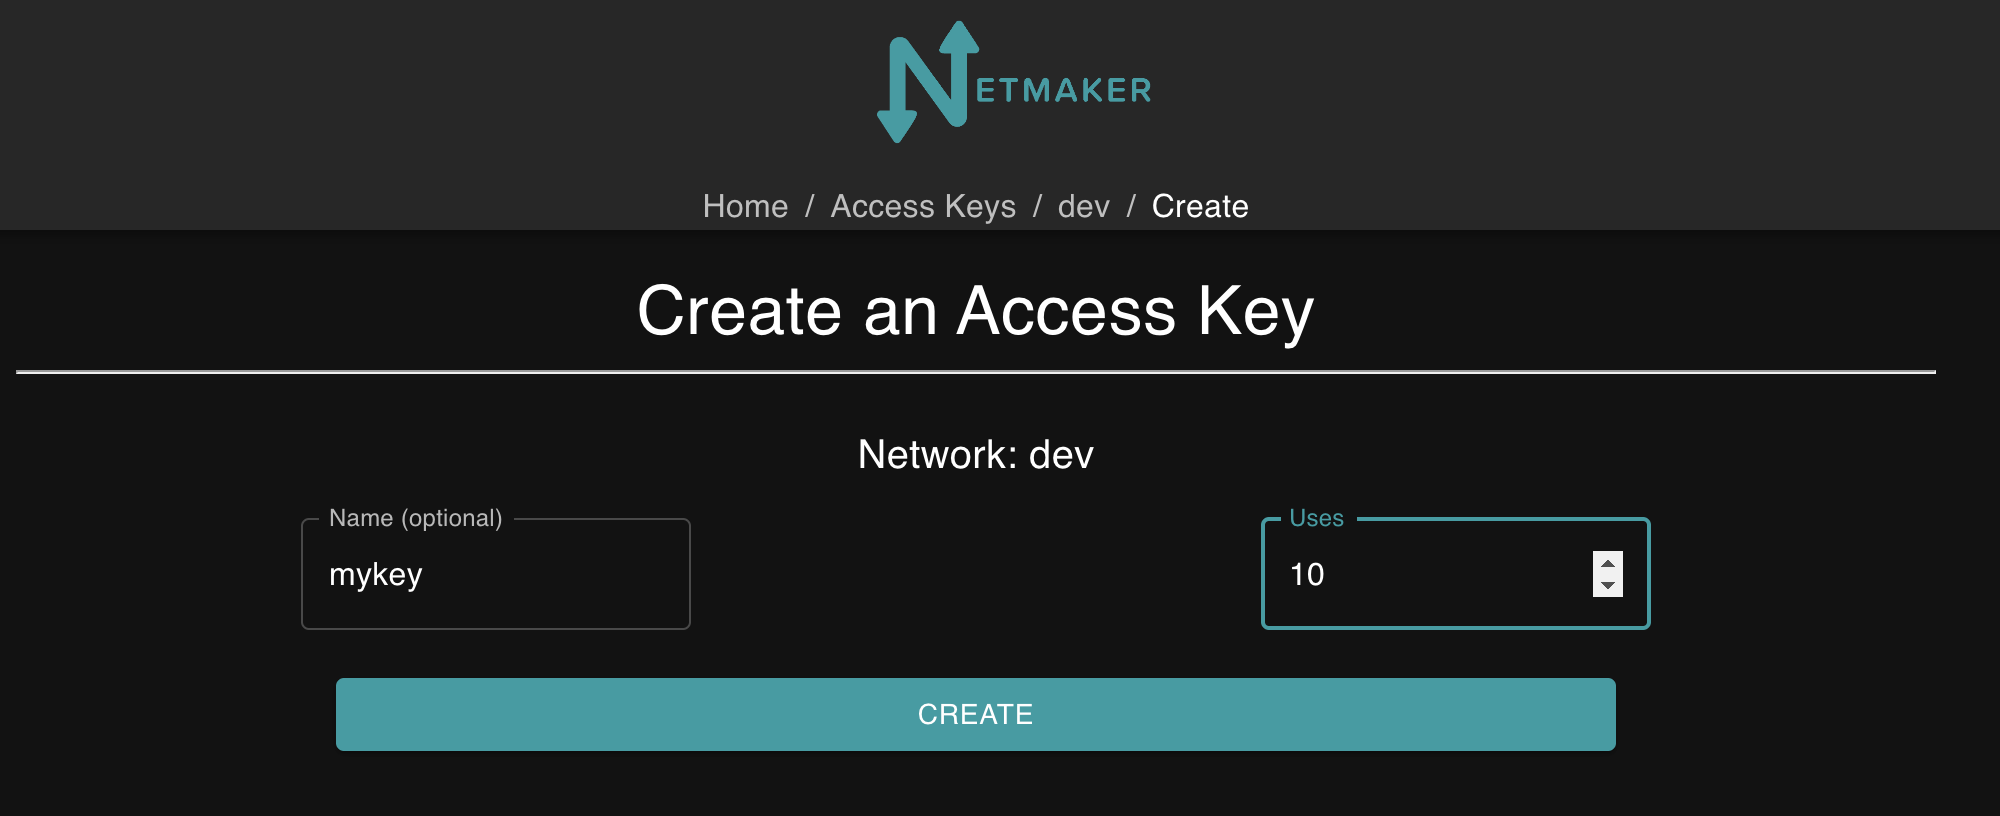 NETMAKER
Home / Access Keys / dev / Create
Create an Access Key
Network: dev
Name (optional)
mykey
Uses
10
CREATE